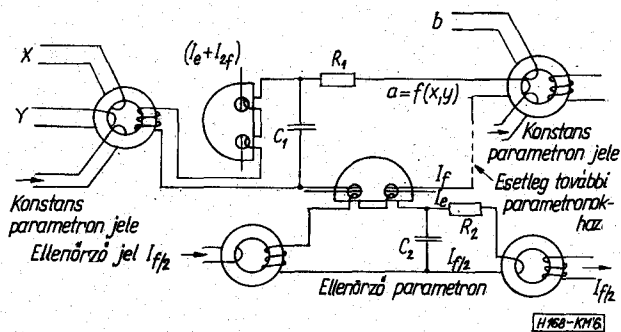 X
Y
(Ie+I2f)
R1
C1
a=f(x,y)
b
Konstans
parametron jele
Esetleg további
parametronok-
haz
If
Ie
Konstans
parametron jele
Ellenőrző jel If/2
R2
C2
If/2
Ellenőrző parametron
If/2
H168-KM6